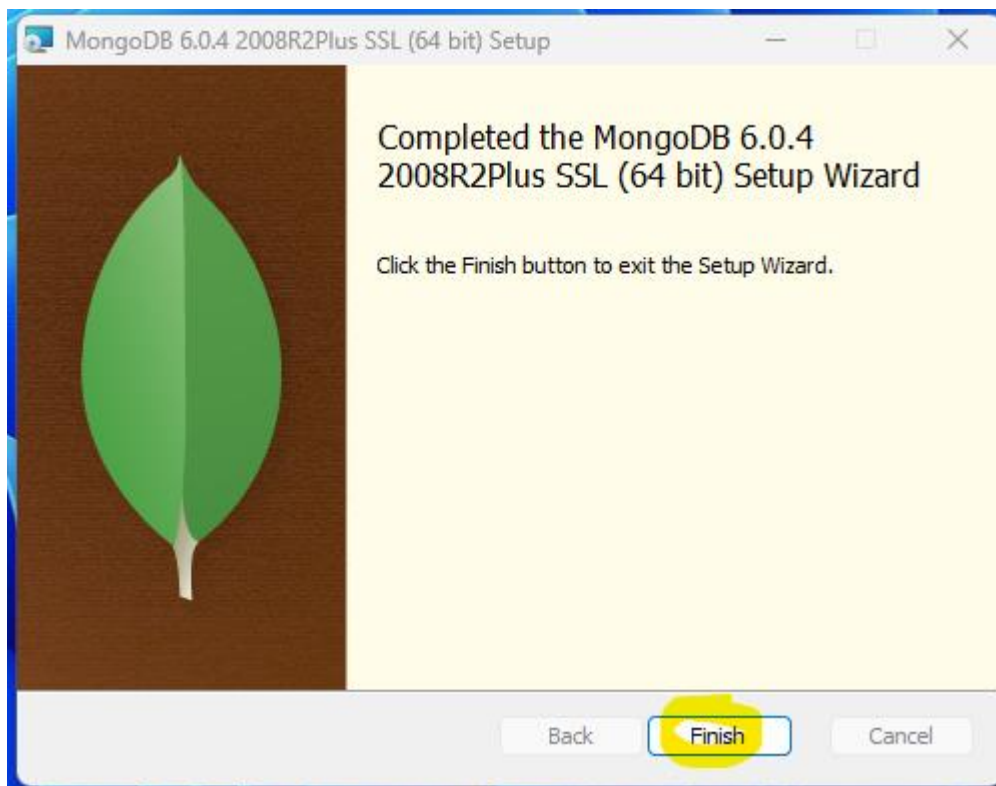 MongoDB 6.0.4 2008R2Plus SSL (64 bit) Setup
Completed the MongoDB 6.0.4
2008R2Plus SSL (64 bit) Setup Wizard
Click the Finish button to exit the Setup Wizard.
Back Finish Cancel